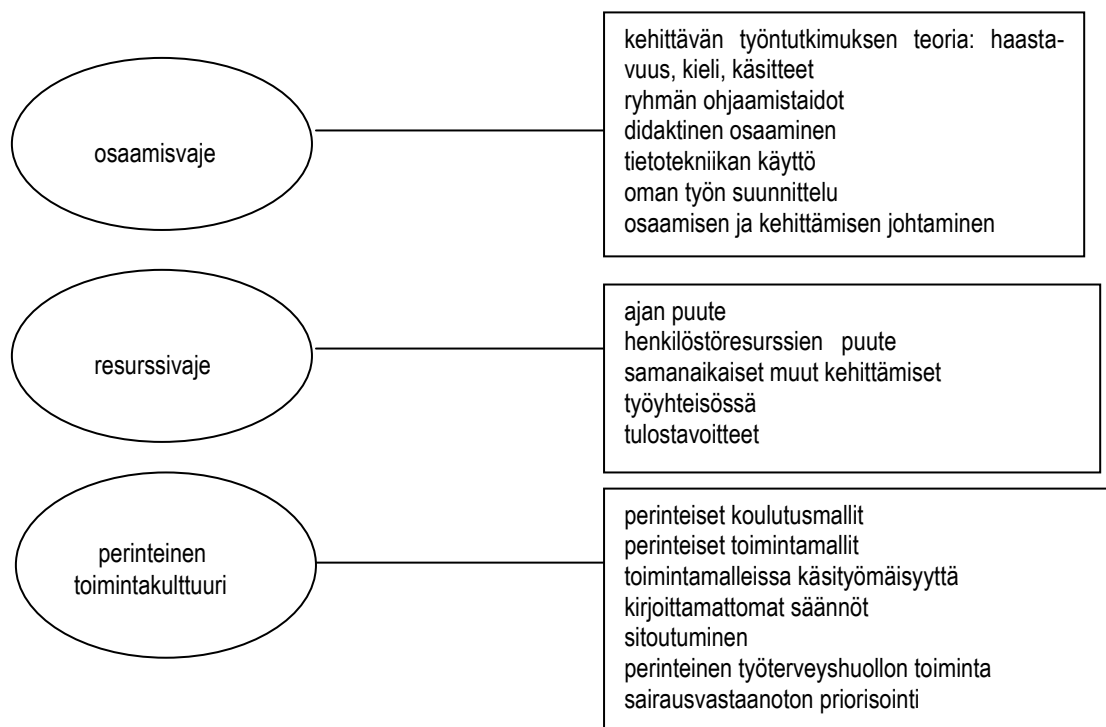 osaamisvaje
kehittävän työntutkimuksen teoria: haasta-
vuus, kieli, käsitteet
ryhmän ohjaamistaidot
didaktinen osaaminen
tietotekniikan käyttö
oman työn suunnittelu
osaamisen ja kehittämisen johtaminen
resurssivaje
ajan puute
henkilöstöresurssien puute
samanaikaiset muut kehittämiset
työyhteisössä
tulostavoitteet
perinteinen
toimintakulttuuri
perinteiset koulutusmallit
perinteiset toimintamallit
toimintamalleissa käsityömäisyyttä
kirjoittamattomat säännöt
sitoutuminen
perinteinen työterveyshuollon toiminta
sairausvastaanoton priorisointi